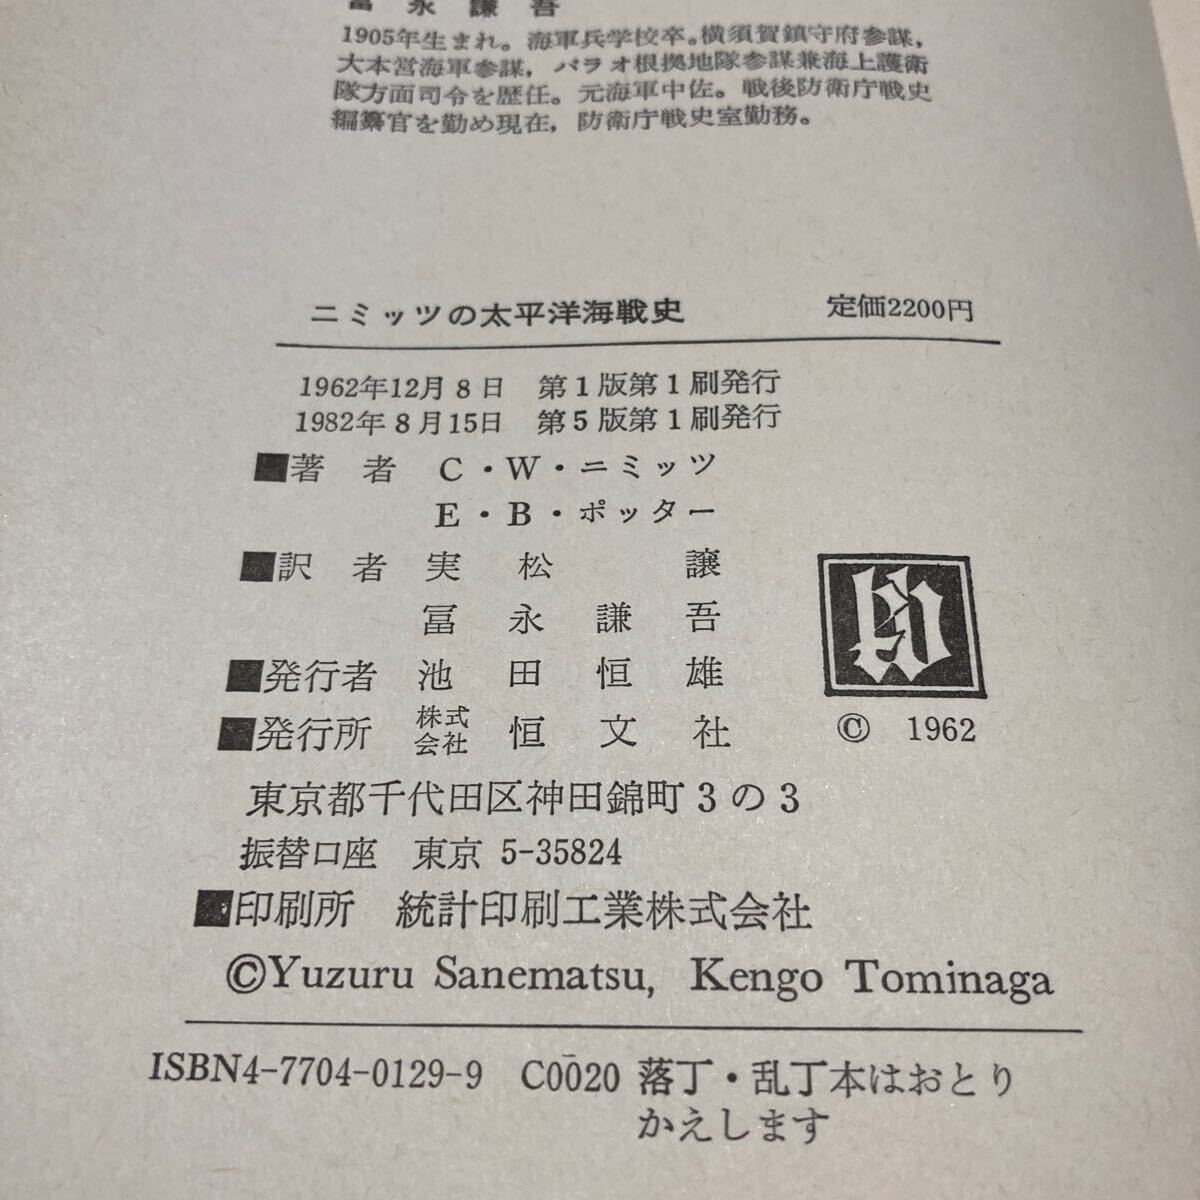 冨永謙吾
1905年生まれ。海軍兵学校卒。横須賀鎮守府参謀,
大本営海軍参謀，パラオ根拠地隊参謀兼海上護衛
隊方面司令を歴任。元海軍中佐。戦後防衛庁戦史
編纂官を勤め現在，防衛庁戦史室勤務。
ニミッツの太平洋海戦史 定価2200円
1962年12月8日 第1版第1刷発行
1982年8月15日 第5版第1刷発行
■著者 C・W・ニミッツ
E・B・ポッター
■訳者 実松譲
冨永謙吾
■発行者 池田恒雄
■発行所 株式会社 恒文社
© 1962
東京都千代田区神田錦町3の3
振替口座 東京 5-35824
■印刷所 統計印刷工業株式会社
©Yuzuru Sanematsu, Kengo Tominaga
ISBN4-7704-0129-9 C0020 落丁・乱丁本はおとり
かえします